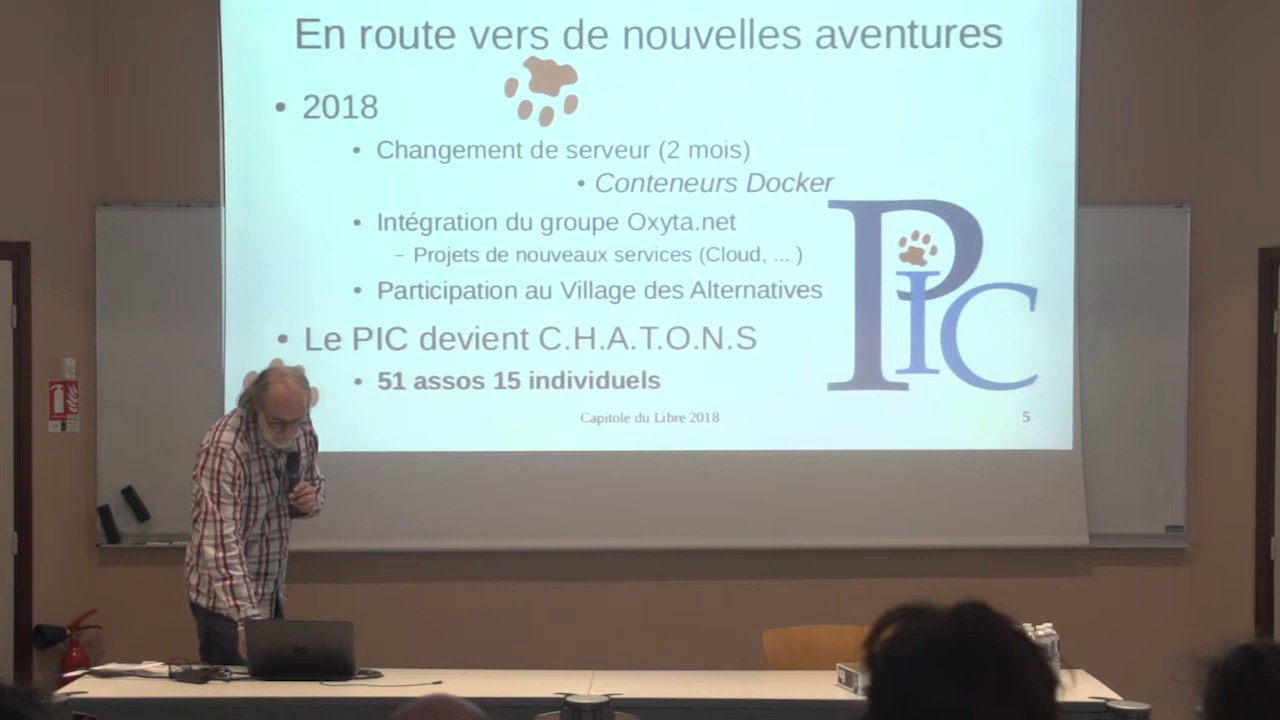 En route vers de nouvelles aventures
• 2018
• Changement de serveur (2 mois)
• Conteneurs Docker
• Intégration du groupe Oxyta.net
– Projets de nouveaux services (Cloud, ... )
• Participation au Village des Alternatives
PIC
• Le PIC devient C.H.A.T.O.N.S
• 51 assos 15 individuels
Capitole du Libre 2018
5